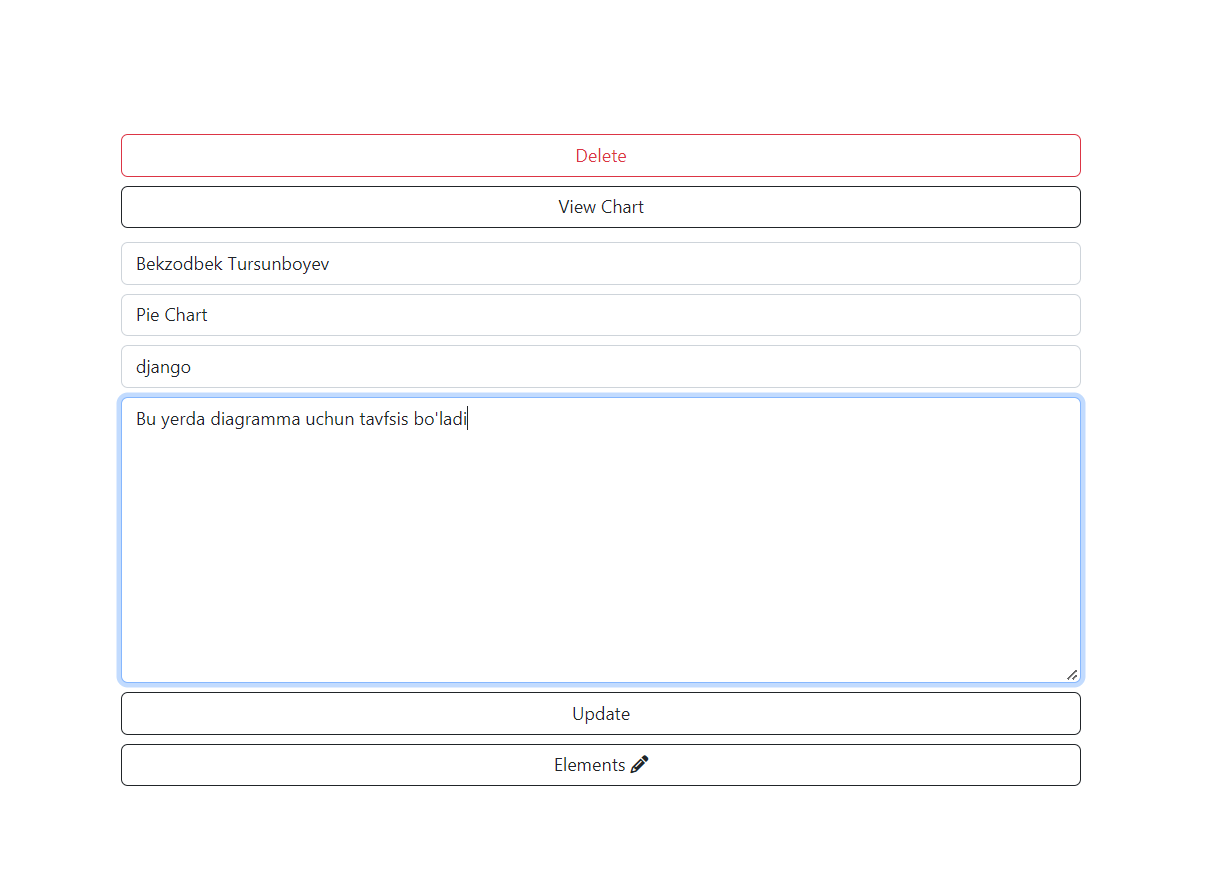 Delete
View Chart
Bekzodbek Tursunboyev
Pie Chart
django
Bu yerda diagramma uchun tavfsis bo'ladi
Update
Elements